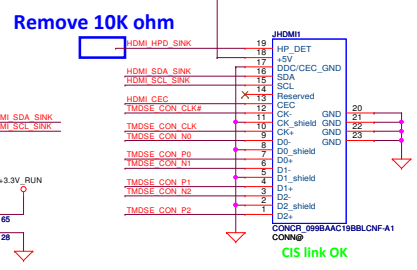 Remove 10K ohm
JHDMI1
HDMI_HPD_SINK 19 HP_DET
18 +5V
17 DDC/CEC_GND
HDMI_SDA_SINK 16 SDA
HDMI_SCL_SINK 15 SCL
14 Reserved
HDMI_CEC 13 CEC
TMDSE_CON_CLK# 12 CK- GND 20
11 CK_shield GND 21
TMDSE_CON_CLK 10 CK+ GND 22
TMDSE_CON_N0 9 D0- GND 23
8 D0_shield
TMDSE_CON_P0 7 D0+
TMDSE_CON_N1 6 D1-
5 D1_shield
TMDSE_CON_P1 4 D1+
TMDSE_CON_N2 3 D2-
2 D2_shield
TMDSE_CON_P2 1 D2+
MI_SDA_SINK
MI_SCL_SINK
+3.3V_RUN
65
28
CONCR_099BAAC19BBLCNF-A1
CONN@
CIS link OK